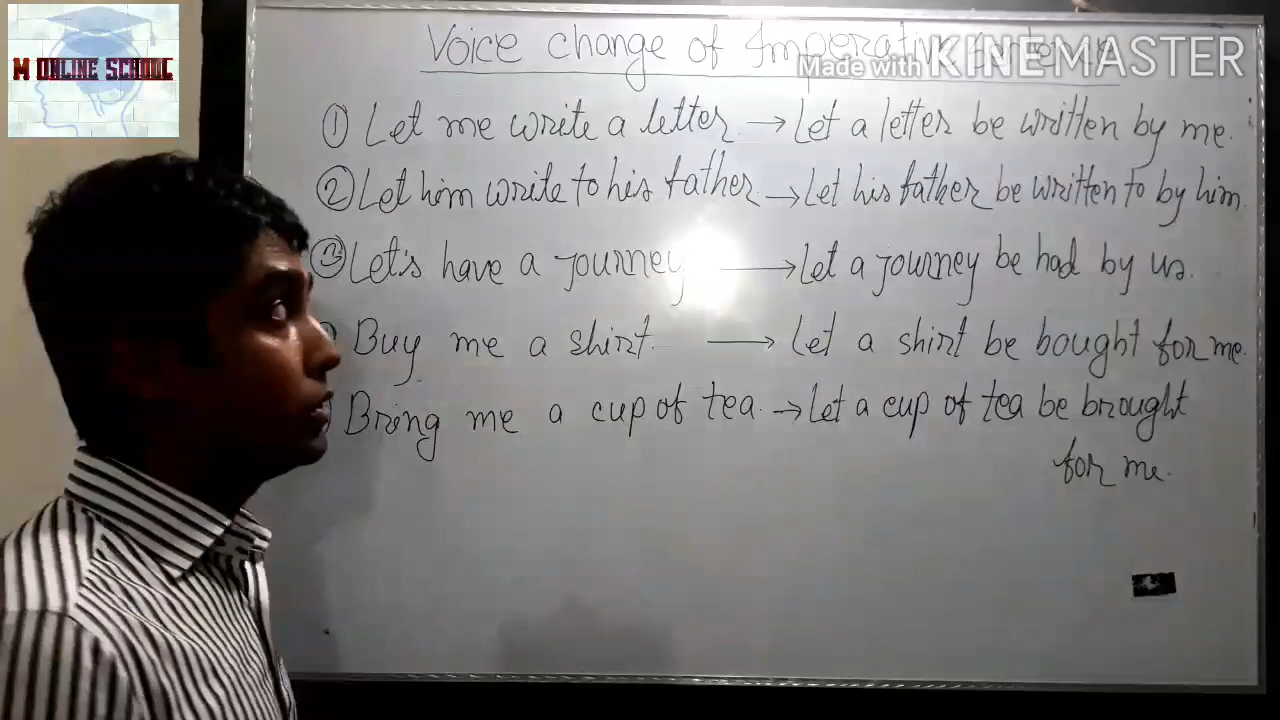 M ONLINE SCHOOL
Voice change of Imperative
Made with KINEMASTER
① Let me write a letter. → Let a letter be written by me.
② Let him write to his father. → Let his father be written to by him.
③ Let's have a journey → Let a journey be had by us.
Buy me a shirt. → Let a shirt be bought for me.
Bring me a cup of tea. → Let a cup of tea be brought
for me.